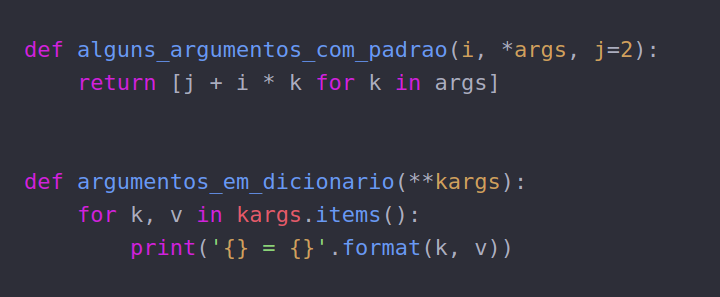 def alguns_argumentos_com_padrao(i, *args, j=2):
    return [j + i * k for k in args]
def argumentos_em_dicionario(**kargs):
    for k, v in kargs.items():
        print('{} = {}'.format(k, v))